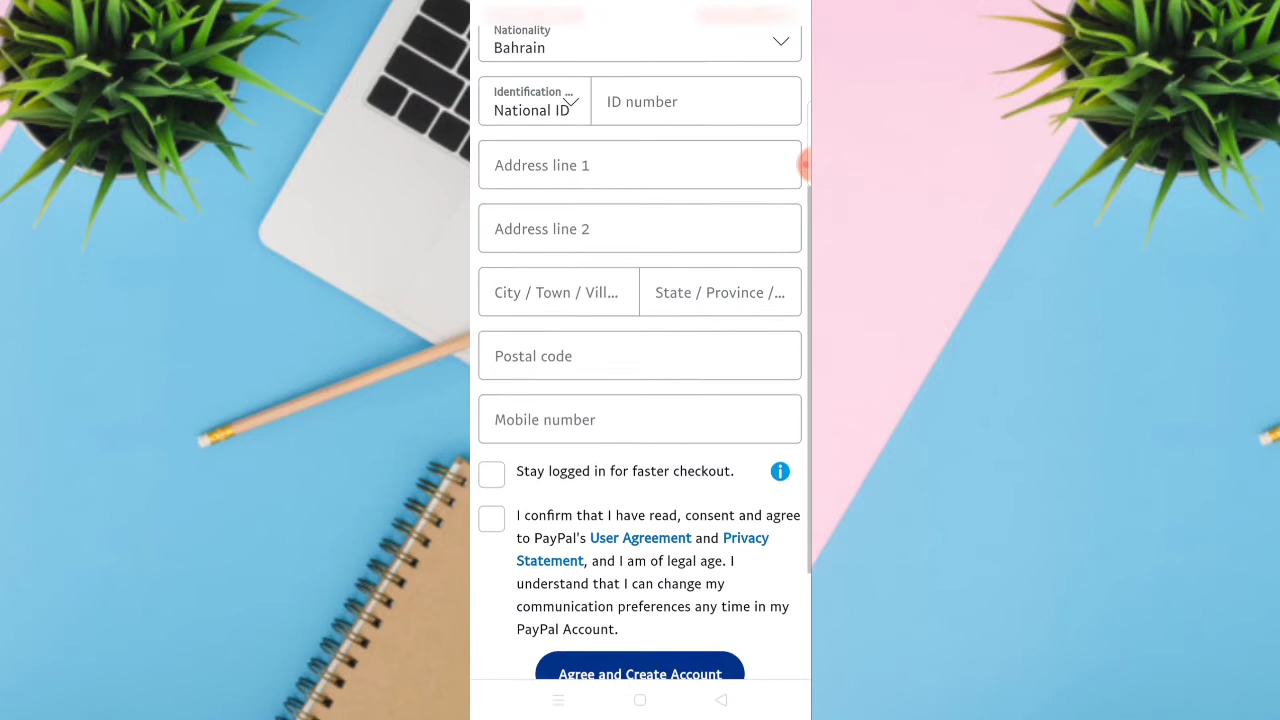 Nationality
Bahrain
Identification ...
National ID
ID number
Address line 1
Address line 2
City / Town / Vill...
State / Province /...
Postal code
Mobile number
Stay logged in for faster checkout.
I confirm that I have read, consent and agree
to PayPal's User Agreement and Privacy
Statement, and I am of legal age. I
understand that I can change my
communication preferences any time in my
PayPal Account.
Agree and Create Account